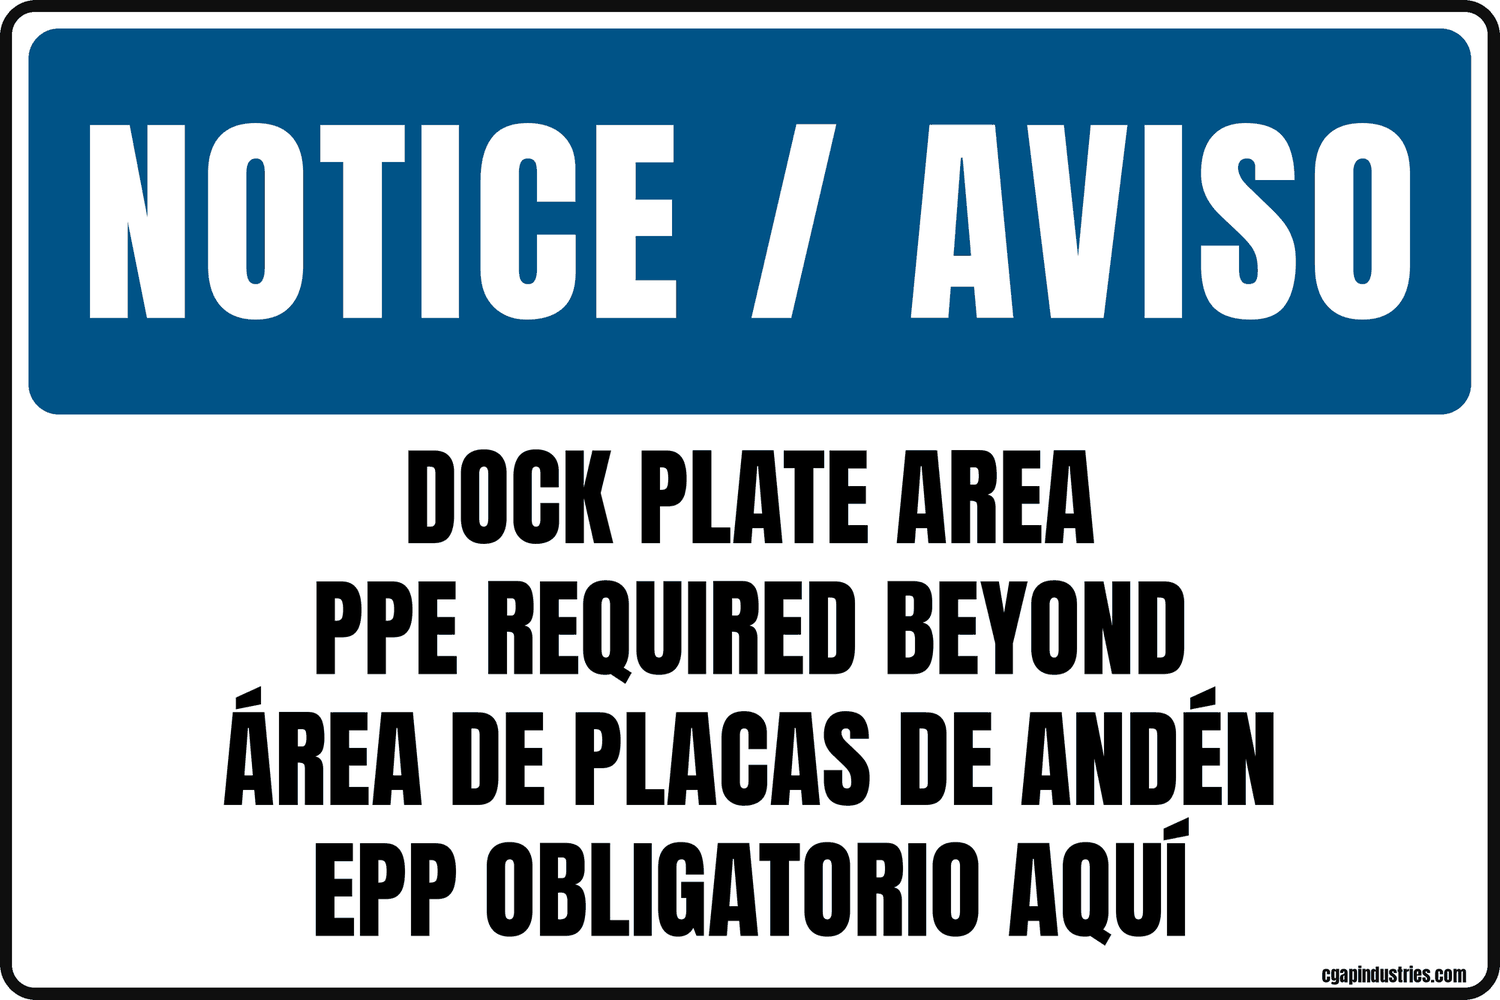 NOTICE / AVISO
DOCK PLATE AREA
PPE REQUIRED BEYOND
ÁREA DE PLACAS DE ANDÉN
EPP OBLIGATORIO AQUÍ
cgapindustries.com